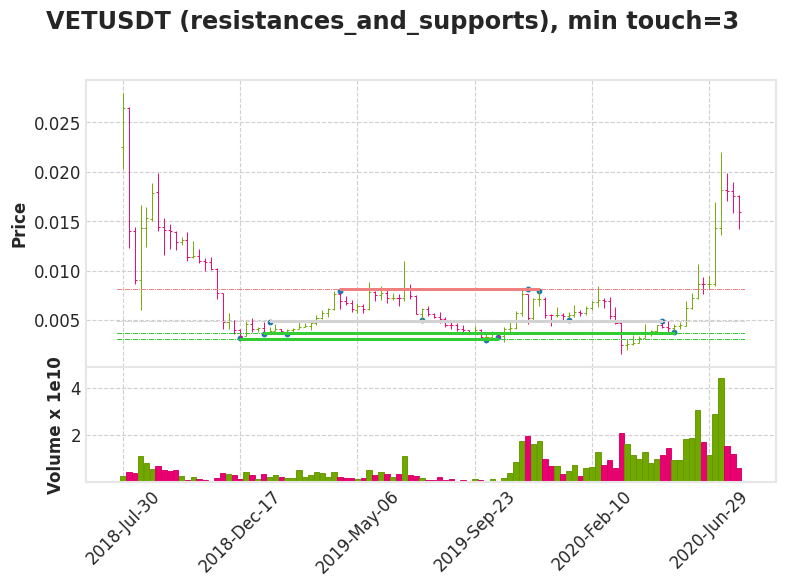 VETUSDT (resistances_and_supports), min touch=3
Price
0.025
0.020
0.015
0.010
0.005
Volume x 1e10
4
2
2018-Jul-30
2018-Dec-17
2019-May-06
2019-Sep-23
2020-Feb-10
2020-Jun-29